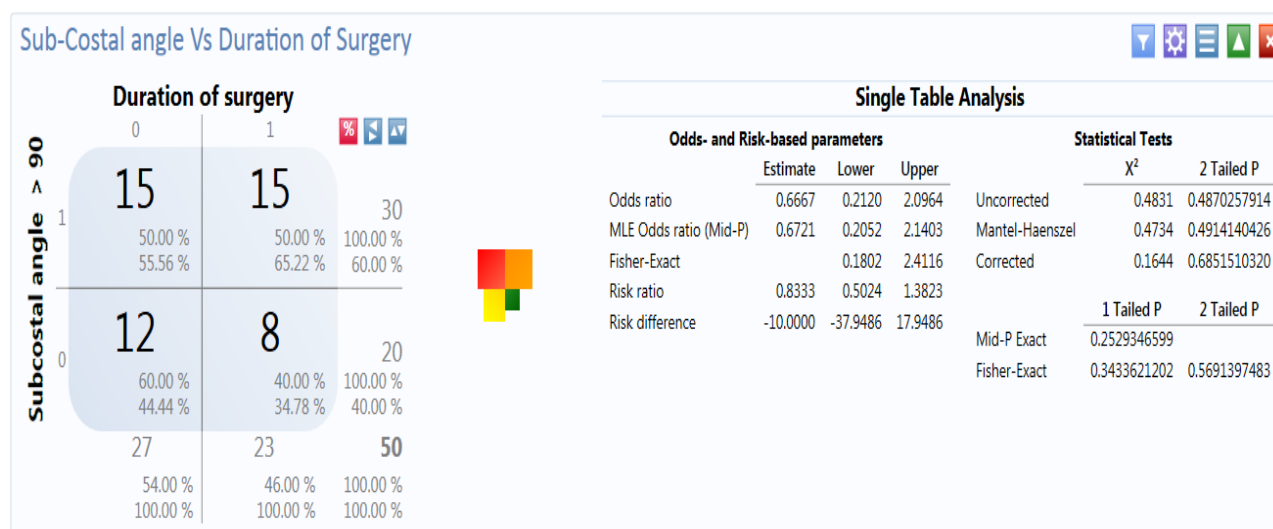 Sub-Costal angle Vs Duration of Surgery
Duration of surgery
0 1 %
Subcostal angle > 90
1
15 15 30
50.00 % 50.00 % 100.00 %
55.56 % 65.22 % 60.00 %
0
12 8 20
60.00 % 40.00 % 100.00 %
44.44 % 34.78 % 40.00 %
27 23 50
54.00 % 46.00 % 100.00 %
100.00 % 100.00 % 100.00 %
Single Table Analysis
Odds- and Risk-based parameters
Estimate Lower Upper
Odds ratio 0.6667 0.2120 2.0964
MLE Odds ratio (Mid-P) 0.6721 0.2052 2.1403
Fisher-Exact 0.1802 2.4116
Risk ratio 0.8333 0.5024 1.3823
Risk difference -10.0000 -37.9486 17.9486
Statistical Tests
X² 2 Tailed P
Uncorrected 0.4831 0.4870257914
Mantel-Haenszel 0.4734 0.4914140426
Corrected 0.1644 0.6851510320
1 Tailed P 2 Tailed P
Mid-P Exact 0.2529346599
Fisher-Exact 0.3433621202 0.5691397483